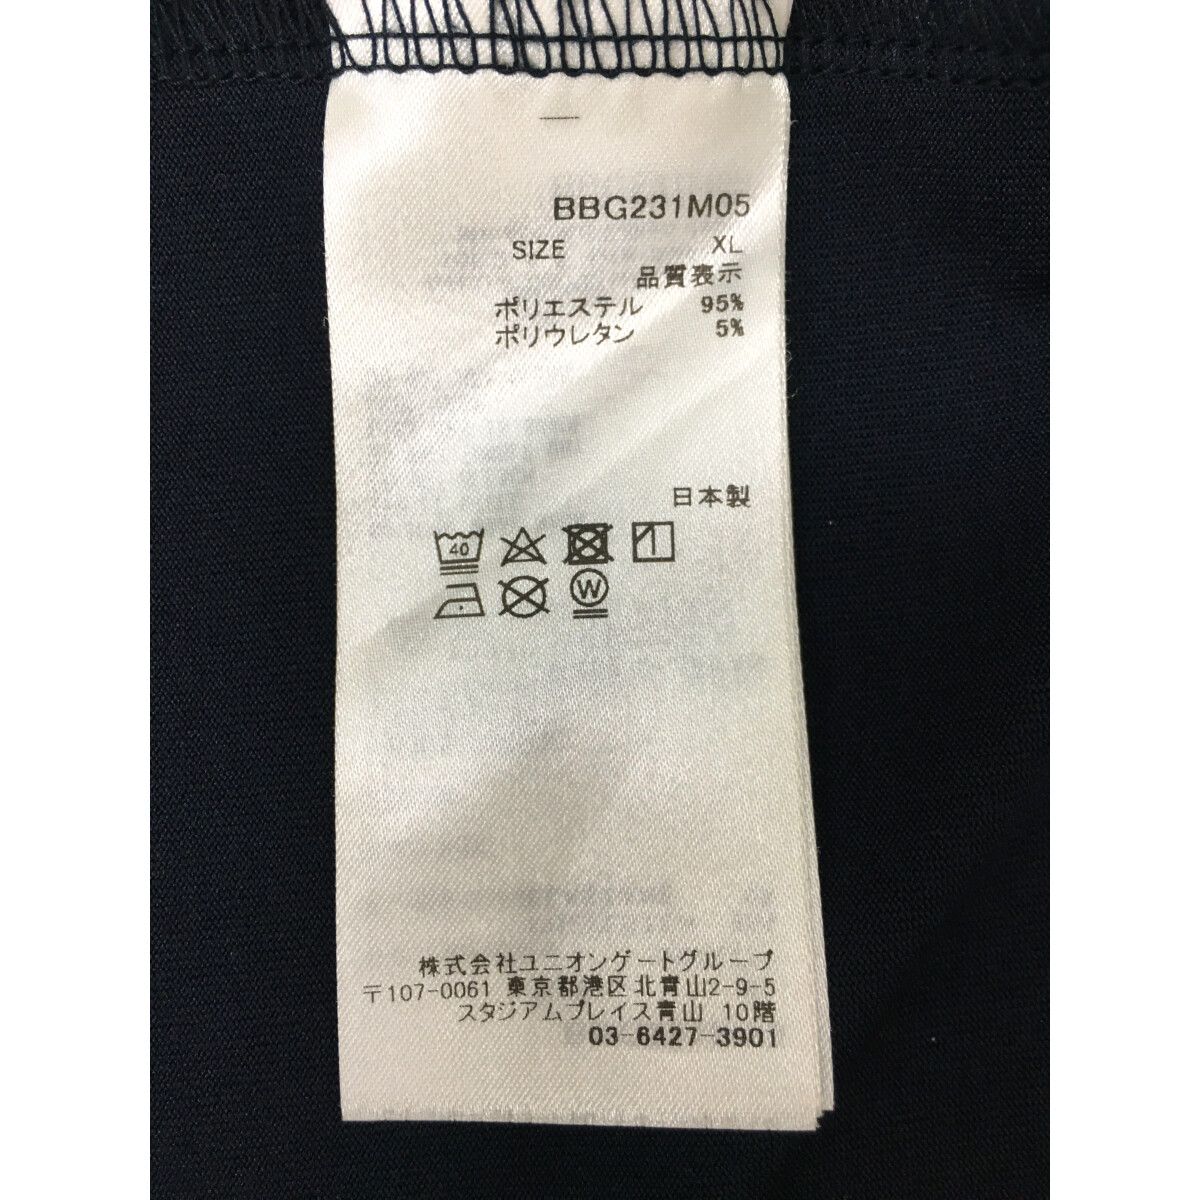 BBG231M05
SIZE XL
品質表示
ポリエステル 95%
ポリウレタン 5%
日本製
40
W
株式会社ユニオンゲートグループ
〒107-0061 東京都港区北青山2-9-5
スタジアムプレイス青山 10階
03-6427-3901